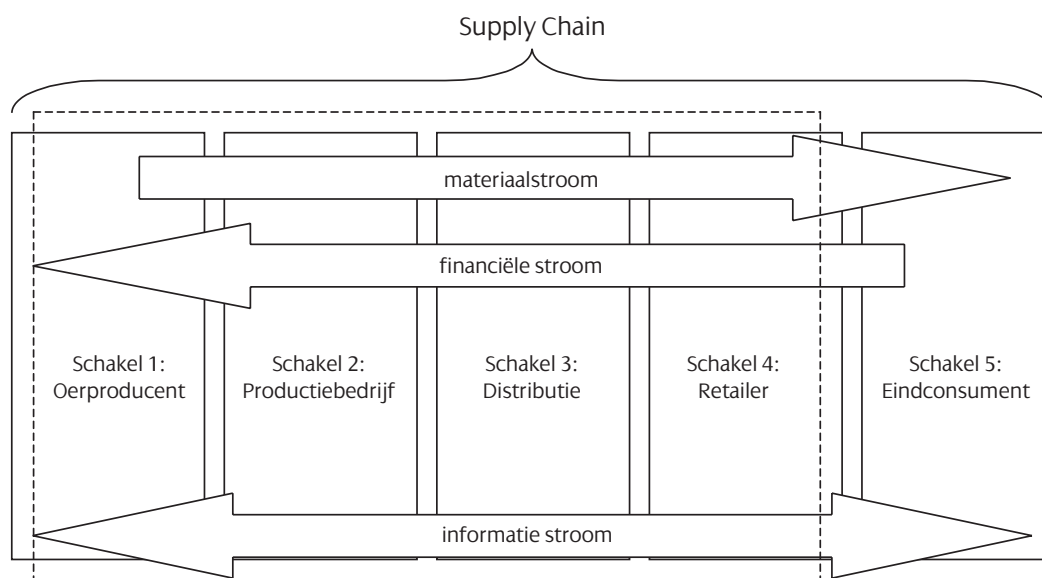 Supply Chain
materiaalstroom
financiële stroom
Schakel 1:
Oerproducent
Schakel 2:
Productiebedrijf
Schakel 3:
Distributie
Schakel 4:
Retailer
Schakel 5:
Eindconsument
informatie stroom